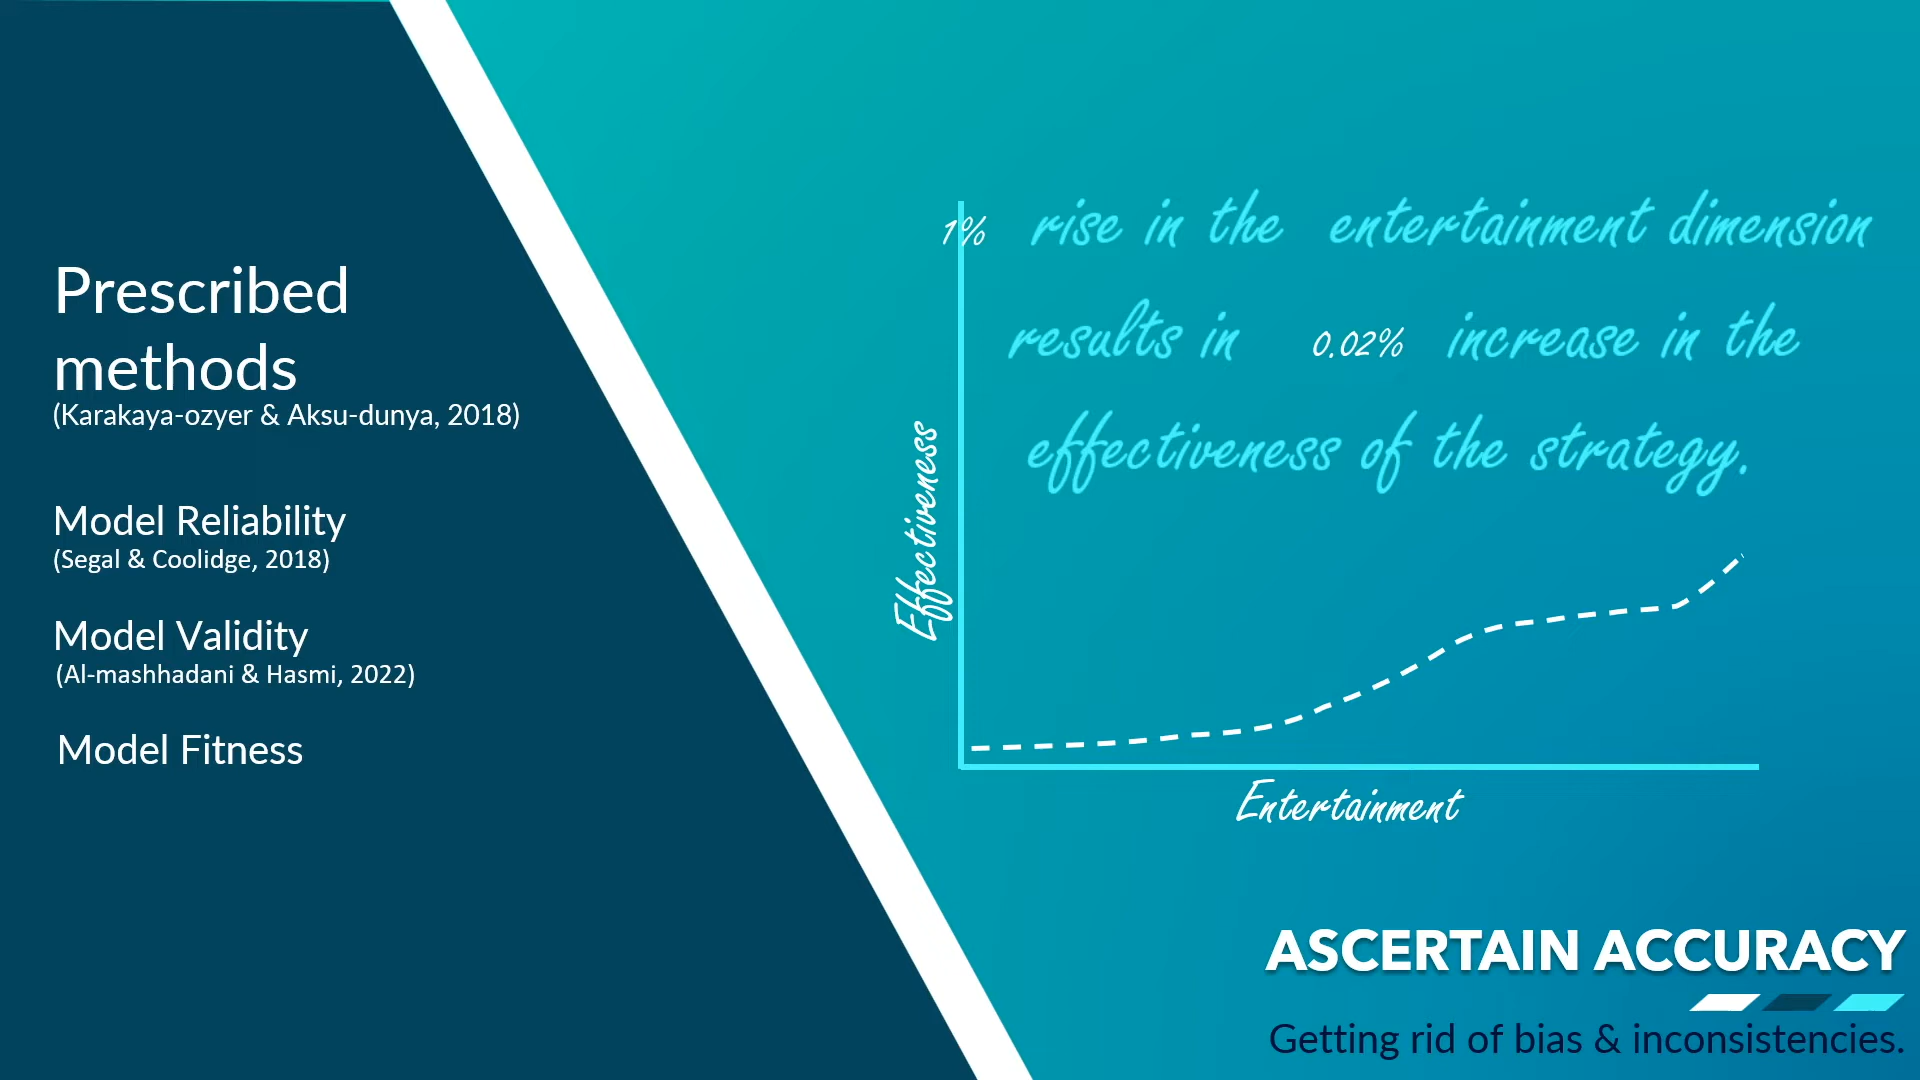 Prescribed
methods
(Karakaya-ozyer & Aksu-dunya, 2018)
Model Reliability
(Segal & Coolidge, 2018)
Model Validity
(Al-mashhadani & Hasmi, 2022)
Model Fitness
1% rise in the entertainment dimension
results in 0.02% increase in the
effectiveness of the strategy.
Effectiveness
Entertainment
ASCERTAIN ACCURACY
Getting rid of bias & inconsistencies.